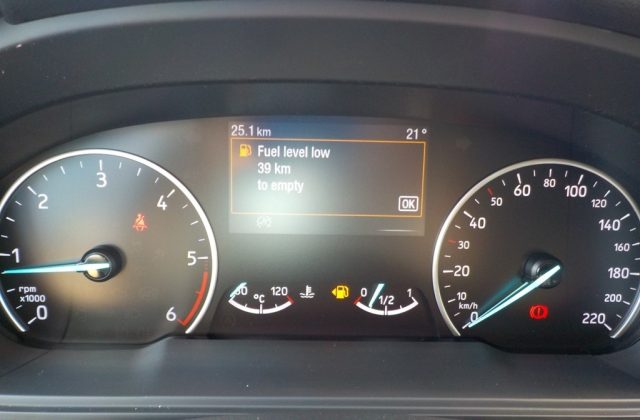 25.1 km 21°
Fuel level low
39 km
to empty
OK
0 1 2 3 4 5 6
rpm
x1000
120
°C
0 1/2 1
0 10 20 30 40 50 60 80 100 120 140 160 180 200 220
km/h